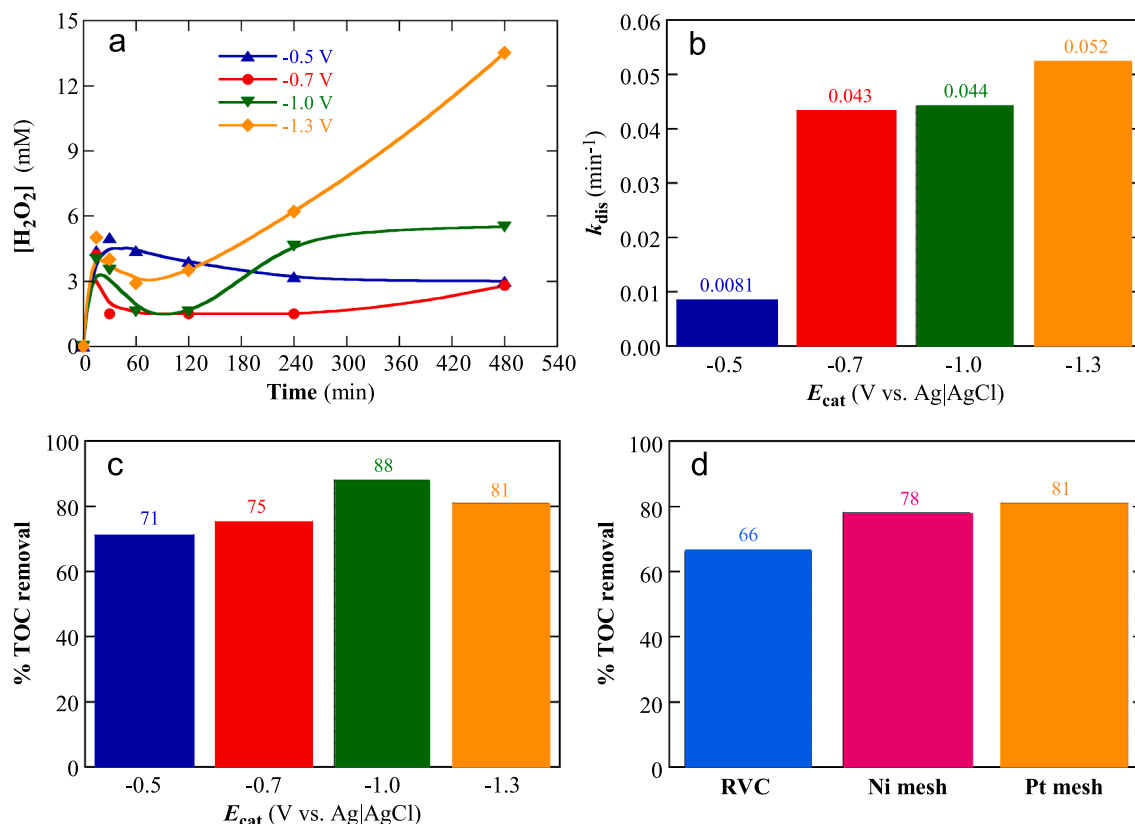 a
[H₂O₂] (mM)
15
12
9
6
3
0
-0.5 V
-0.7 V
-1.0 V
-1.3 V
0 60 120 180 240 300 360 420 480 540
Time (min)
b
k_dis (min⁻¹)
0.06
0.05
0.04
0.03
0.02
0.01
0.00
0.0081
0.043
0.044
0.052
-0.5 -0.7 -1.0 -1.3
E_cat (V vs. Ag|AgCl)
c
% TOC removal
100
80
60
40
20
0
71
75
88
81
-0.5 -0.7 -1.0 -1.3
E_cat (V vs. Ag|AgCl)
d
% TOC removal
100
80
60
40
20
0
66
78
81
RVC Ni mesh Pt mesh